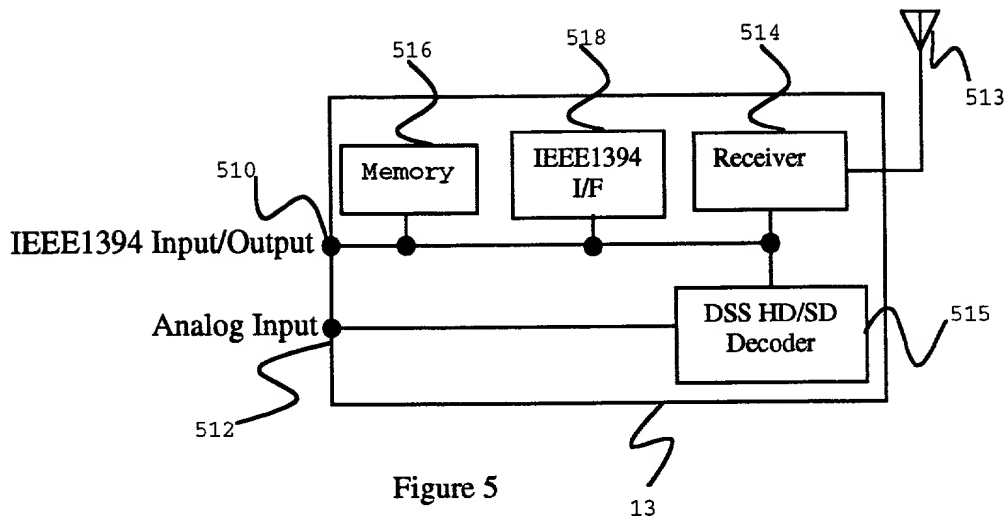 516
518
514
513
Memory
IEEE1394
I/F
Receiver
510
IEEE1394 Input/Output
Analog Input
DSS HD/SD
Decoder
515
512
Figure 5
13